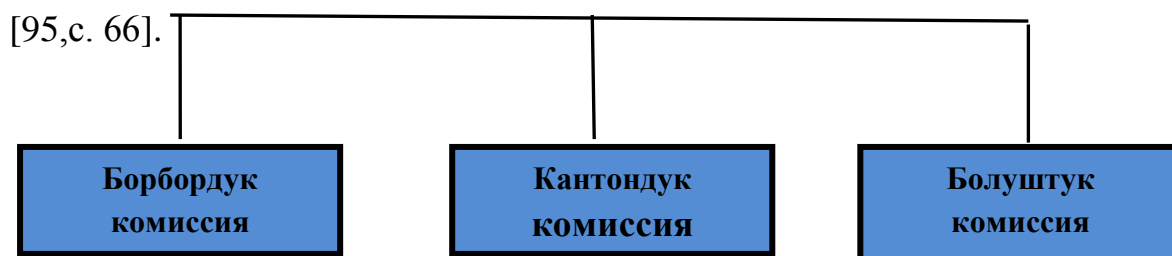 [95,с. 66].
Борбордук
комиссия
Кантондук
комиссия
Болуштук
комиссия